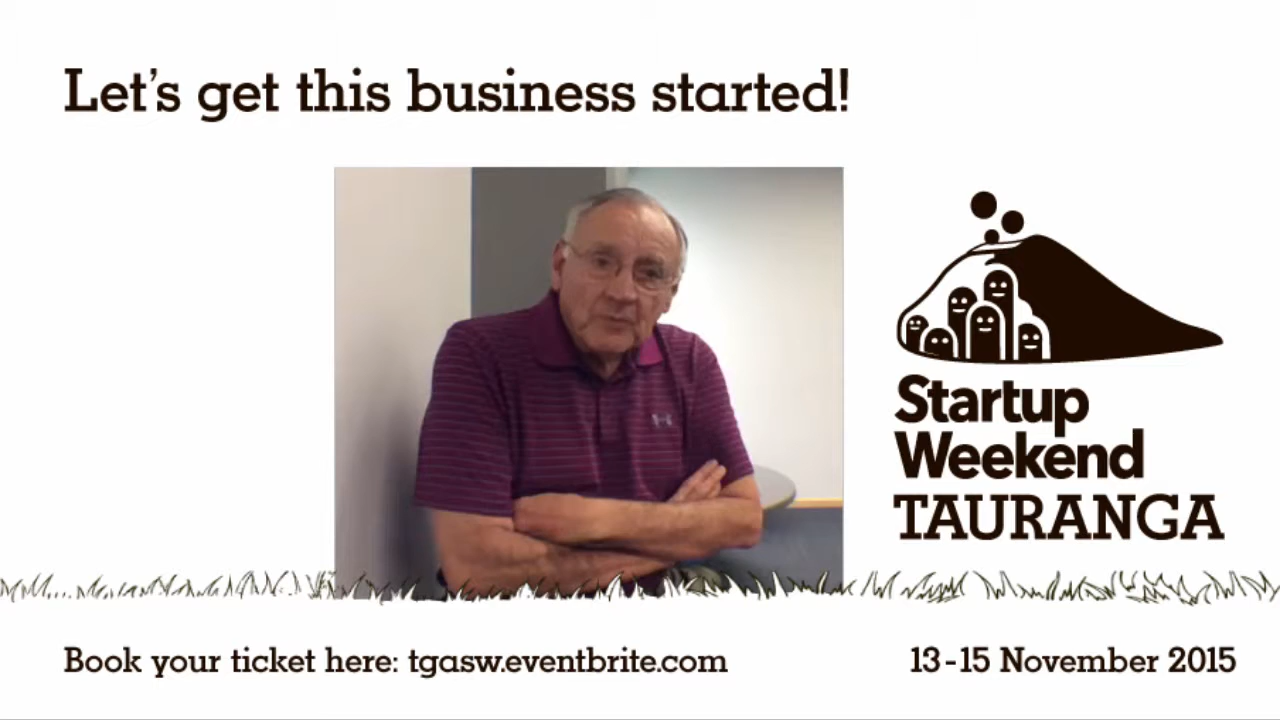 Let's get this business started!
Startup
Weekend
TAURANGA
Book your ticket here: tgasw.eventbrite.com
13-15 November 2015